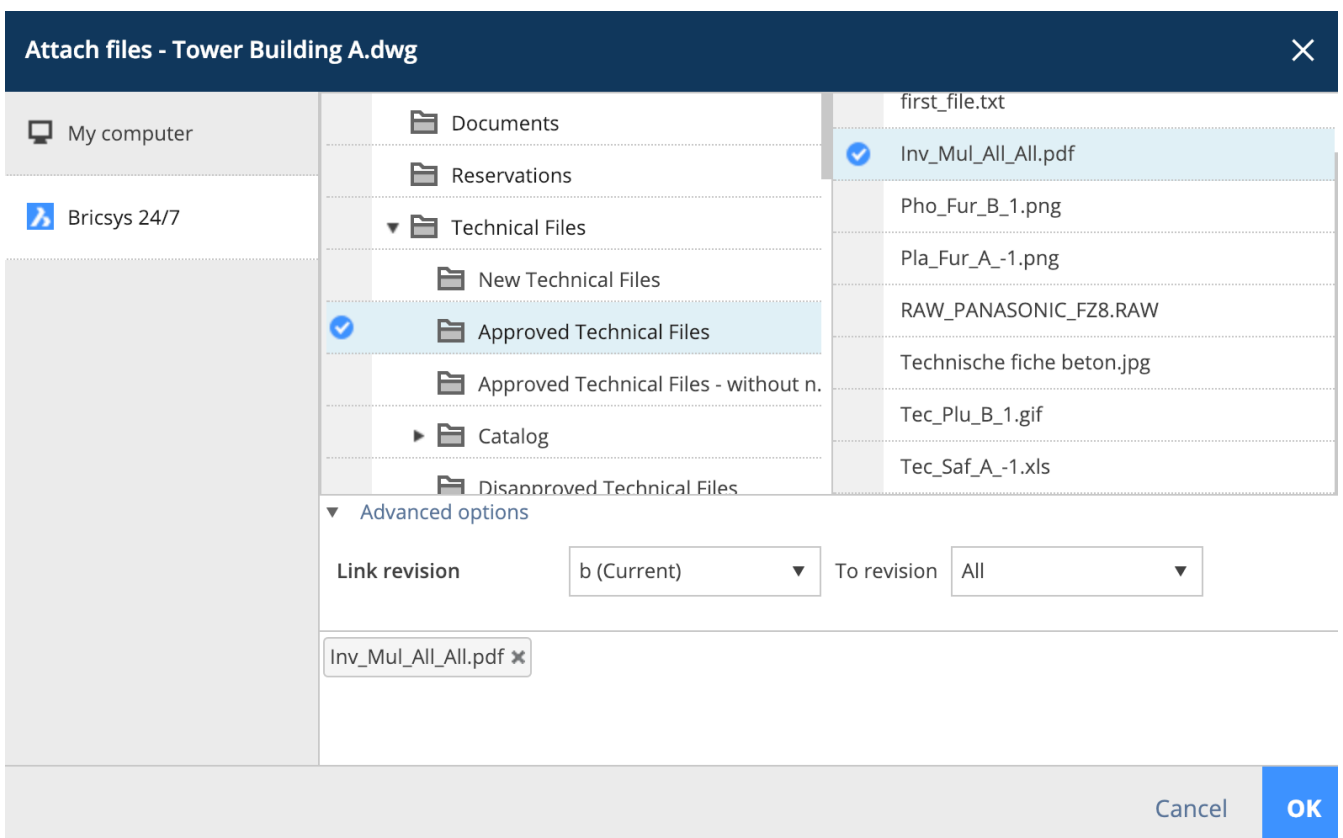 Attach files - Tower Building A.dwg
My computer
Bricsys 24/7
Documents
Reservations
Technical Files
New Technical Files
Approved Technical Files
Approved Technical Files - without n.
Catalog
Disapproved Technical Files
first_file.txt
Inv_Mul_All_All.pdf
Pho_Fur_B_1.png
Pla_Fur_A_-1.png
RAW_PANASONIC_FZ8.RAW
Technische fiche beton.jpg
Tec_Plu_B_1.gif
Tec_Saf_A_-1.xls
Advanced options
Link revision b (Current) To revision All
Inv_Mul_All_All.pdf
Cancel OK